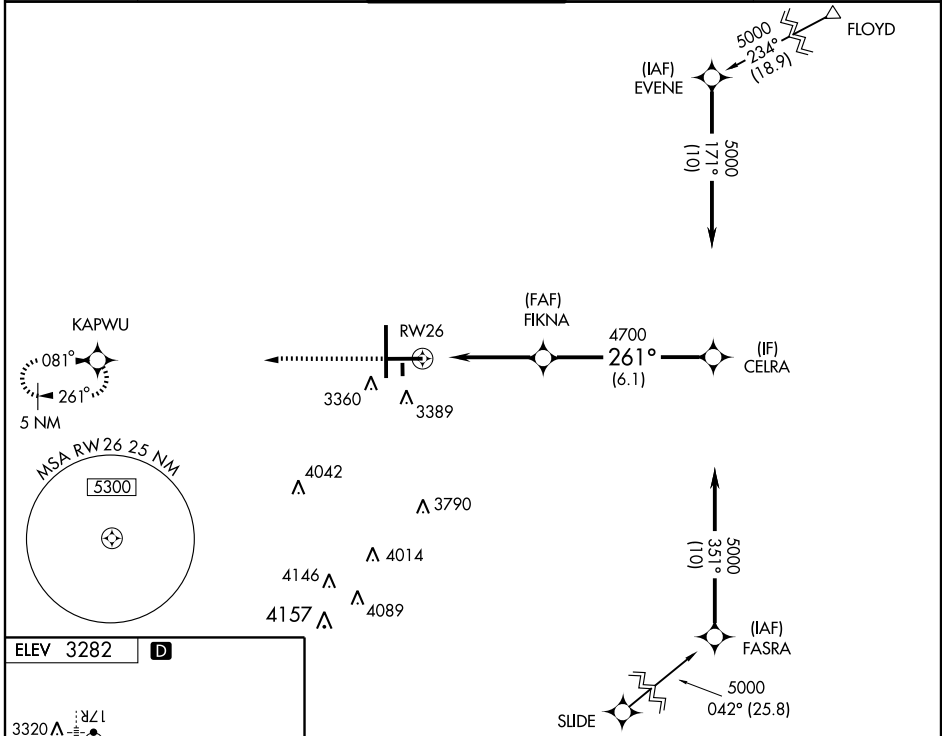 FLOYD
5000
234°
(18.9)
(IAF)
EVENE
5000
171°
(10)
(FAF)
FIKNA
KAPWU
RW26
081°
4700
261°
(6.1)
(IF)
CELRA
261°
5 NM
3360
3389
MSA RW 26 25 NM
5300
4042
3790
4014
4146
4089
4157
5000
351°
(10)
(IAF)
FASRA
5000
042° (25.8)
SLIDE
ELEV 3282
D
17R
3320